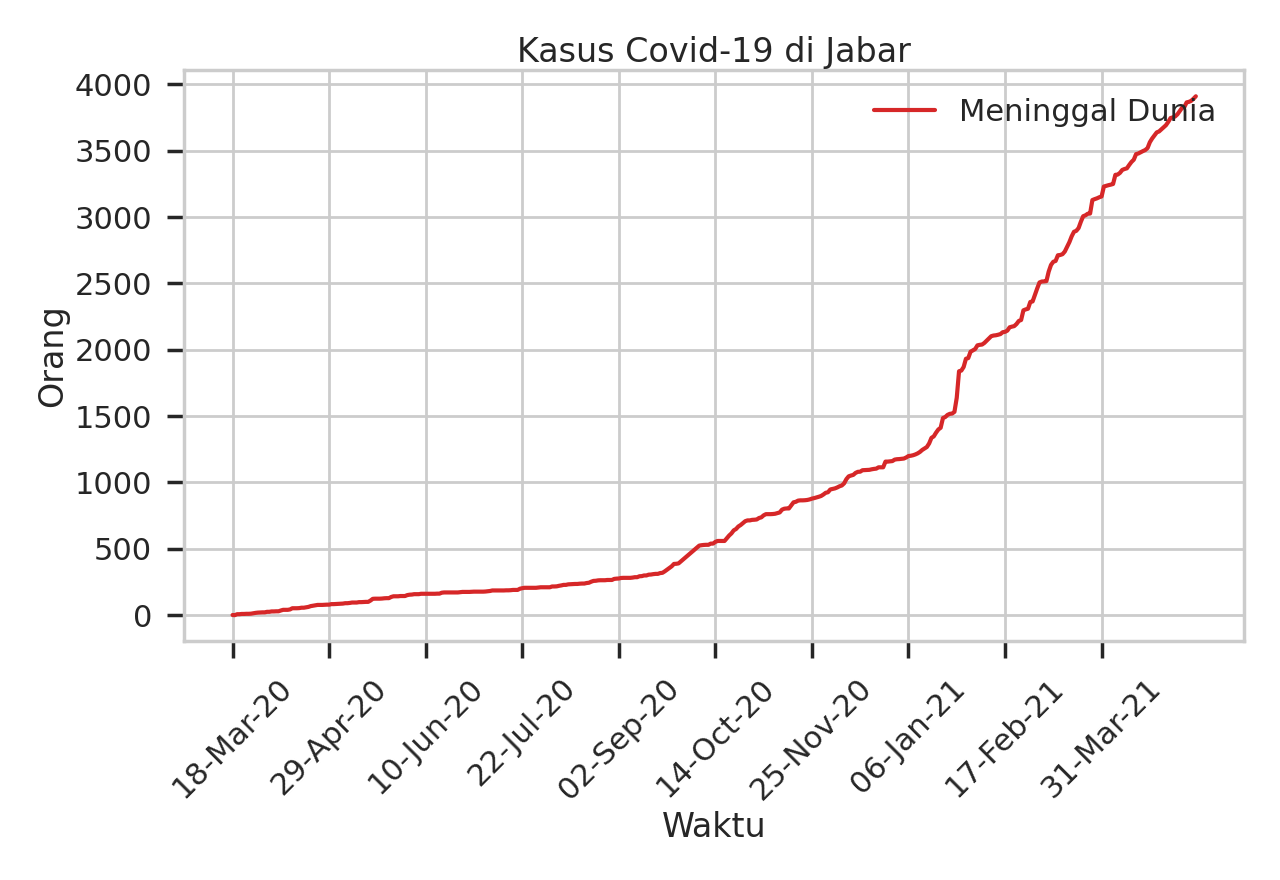 Kasus Covid-19 di Jabar
Meninggal Dunia
4000
3500
3000
2500
2000
1500
1000
500
0
Orang
18-Mar-20
29-Apr-20
10-Jun-20
22-Jul-20
02-Sep-20
14-Oct-20
25-Nov-20
06-Jan-21
17-Feb-21
31-Mar-21
Waktu